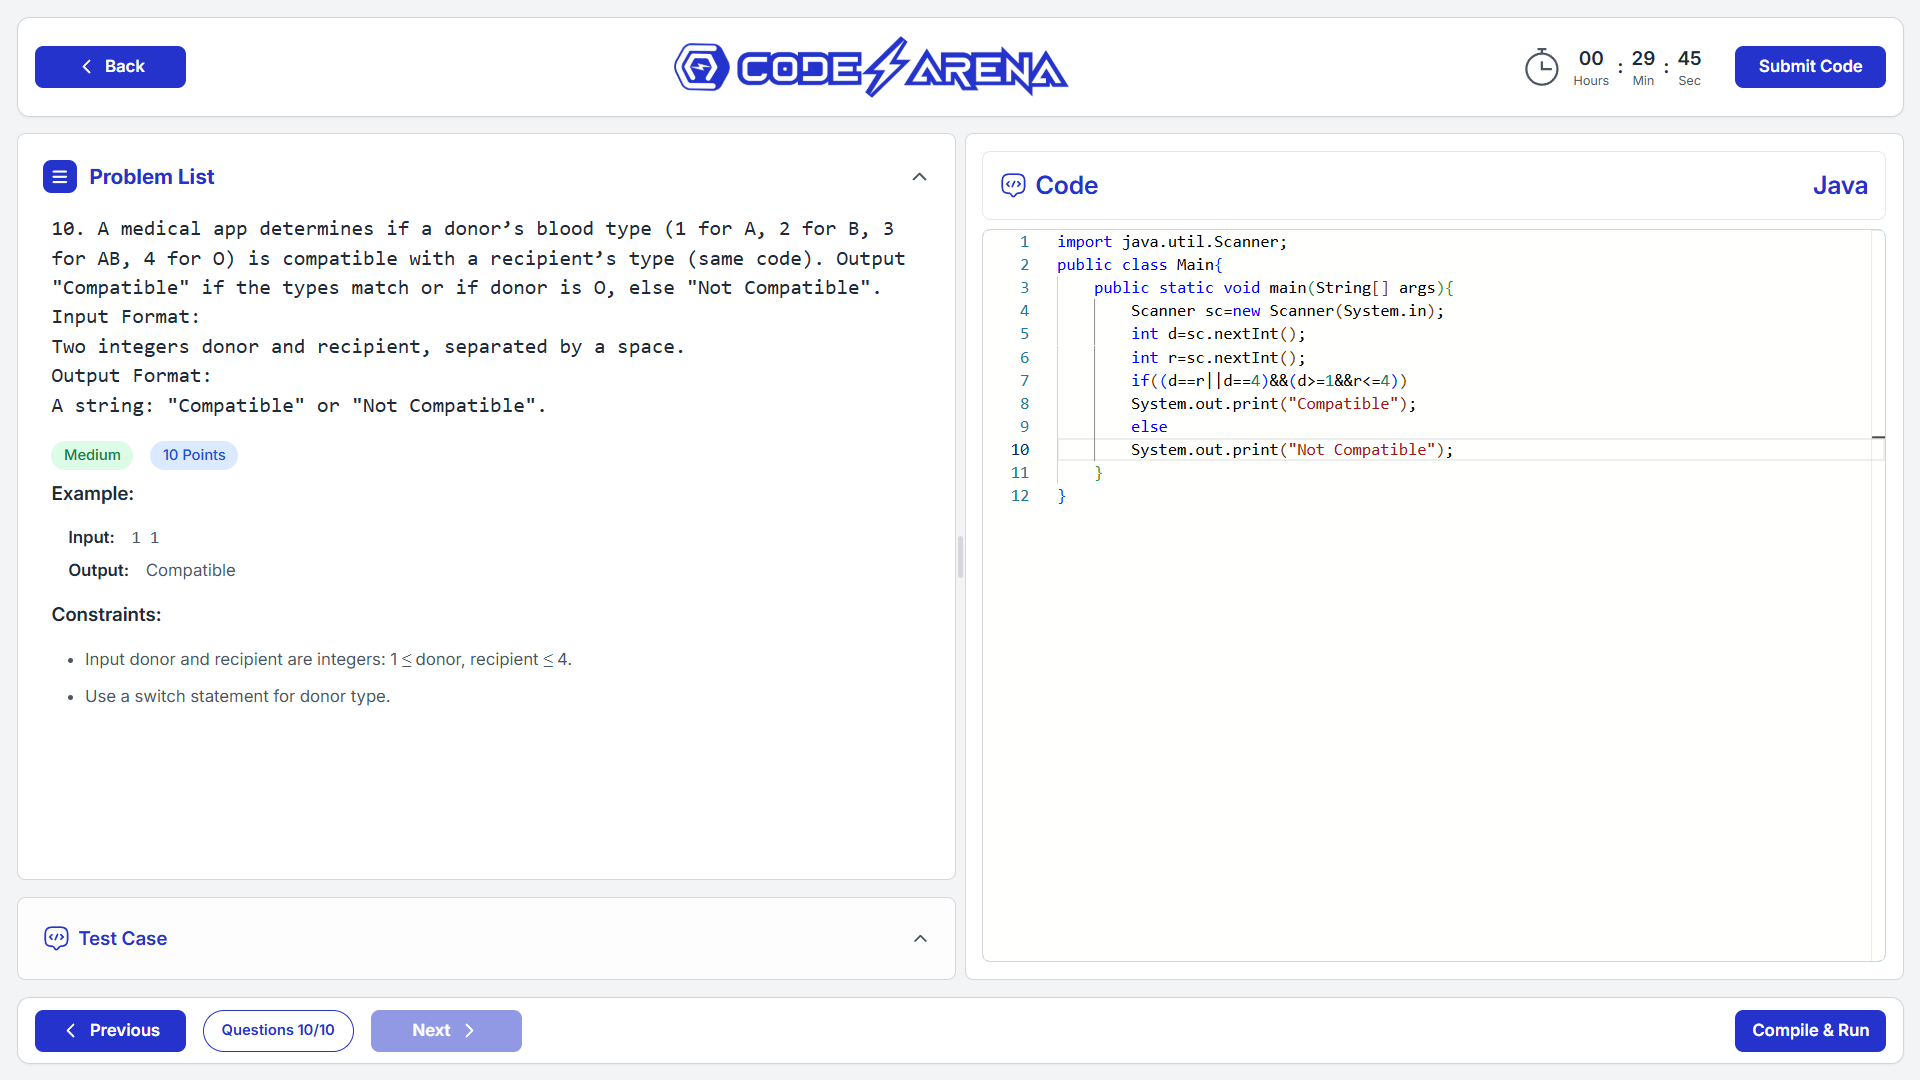 Back
CODE ARENA
00 : 29 : 45
Hours Min Sec
Submit Code
Problem List
10. A medical app determines if a donor’s blood type (1 for A, 2 for B, 3
for AB, 4 for O) is compatible with a recipient’s type (same code). Output
"Compatible" if the types match or if donor is O, else "Not Compatible".
Input Format:
Two integers donor and recipient, separated by a space.
Output Format:
A string: "Compatible" or "Not Compatible".
Medium 10 Points
Example:
Input: 1 1
Output: Compatible
Constraints:
• Input donor and recipient are integers: 1 ≤ donor, recipient ≤ 4.
• Use a switch statement for donor type.
Test Case
Code
Java
1 import java.util.Scanner;
2 public class Main{
3 public static void main(String[] args){
4 Scanner sc=new Scanner(System.in);
5 int d=sc.nextInt();
6 int r=sc.nextInt();
7 if((d==r||d==4)&&(d>=1&&r<=4))
8 System.out.print("Compatible");
9 else
10 System.out.print("Not Compatible");
11 }
12 }
Previous
Questions 10/10
Next
Compile & Run